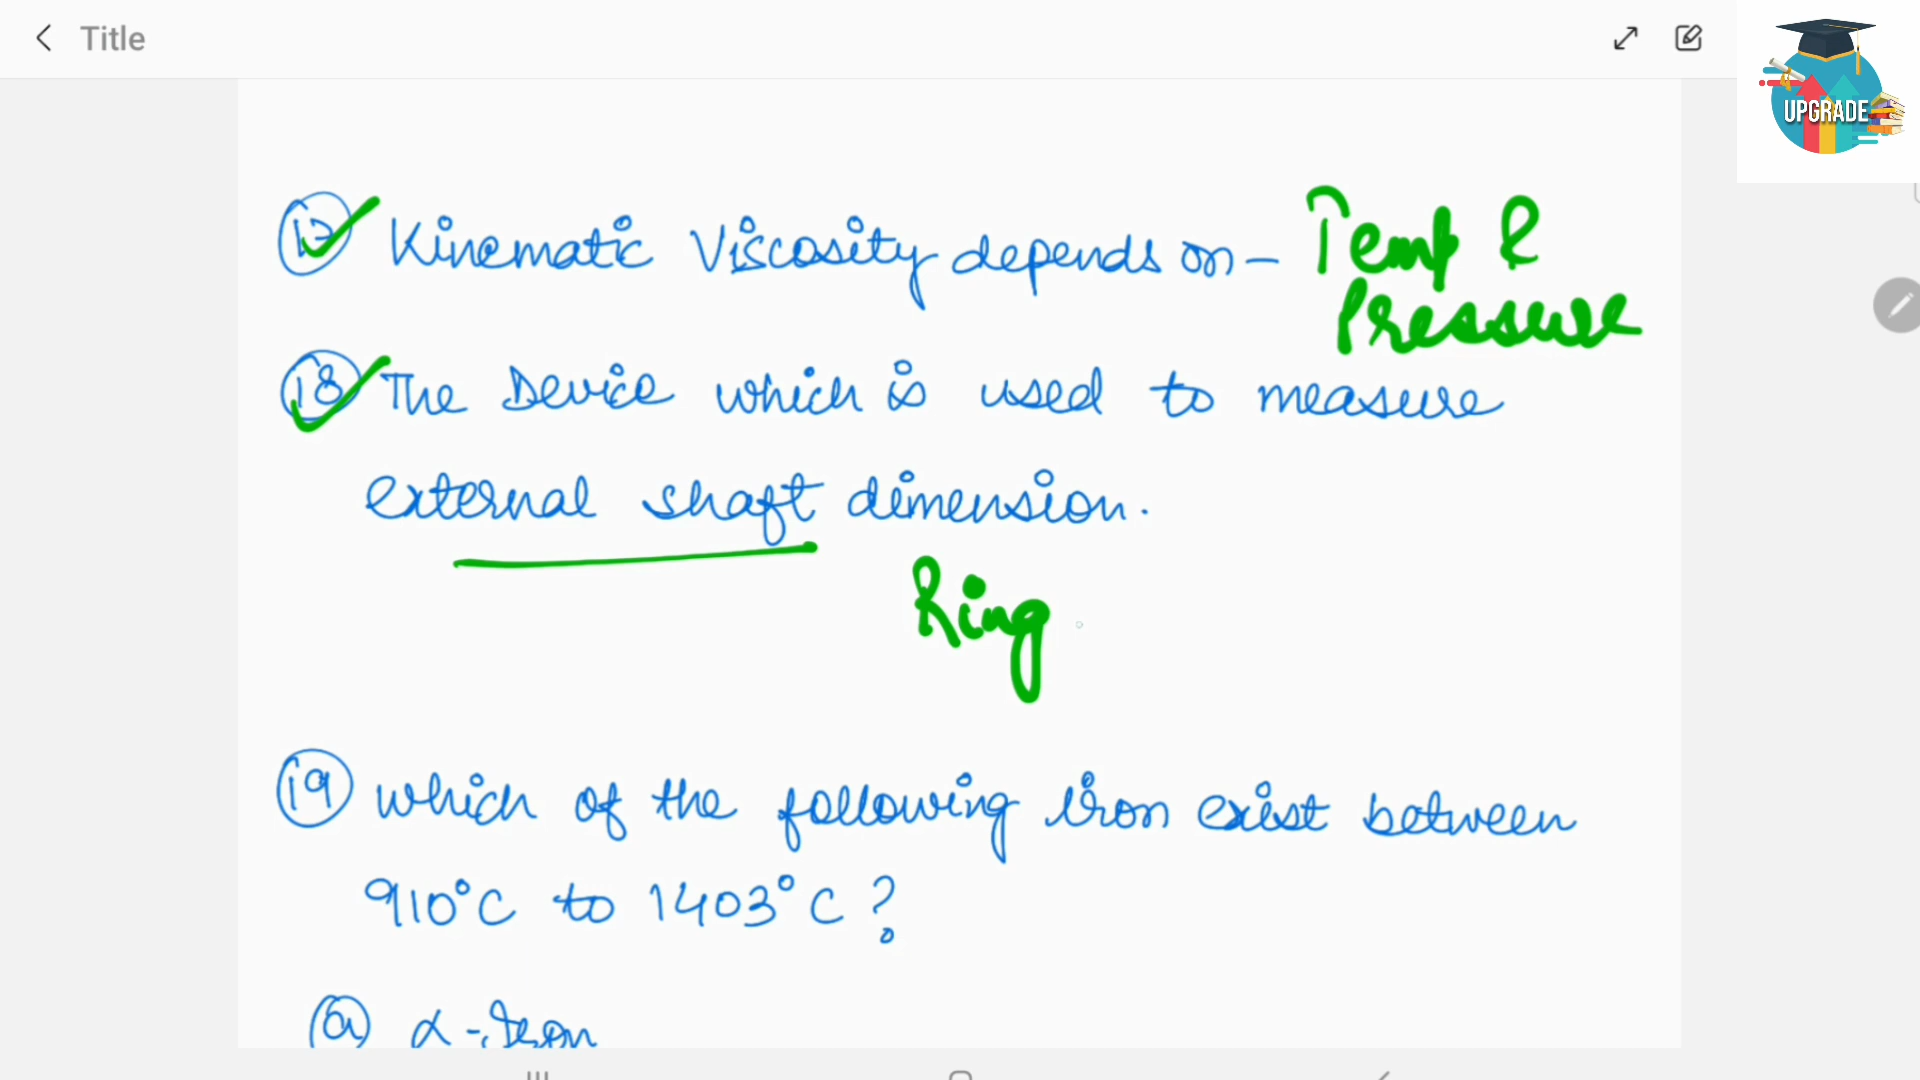 Title
UPGRADE
17 Kinematic Viscosity depends on - Temp &
Pressure
18 The Device which is used to measure
external shaft dimension.
Ring
19 which of the following iron exist between
910°C to 1403°C ?
a α-Iron